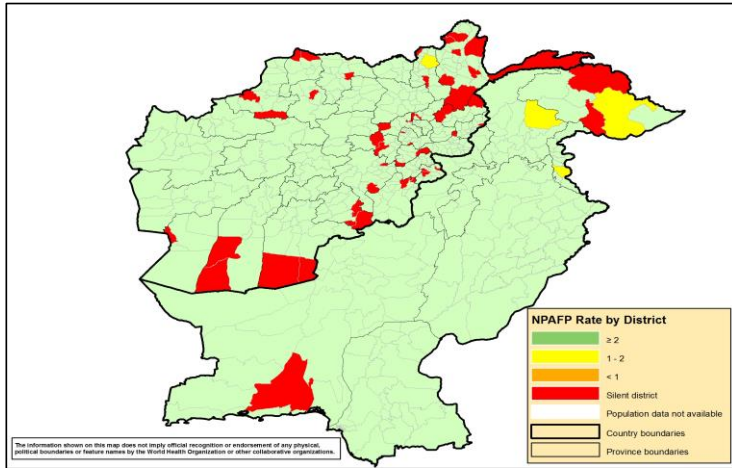 NPAFP Rate by District
≥ 2
1 - 2
< 1
Silent district
Population data not available
Country boundaries
Province boundaries
The information shown on this map does not imply official recognition or endorsement of any physical,
political boundaries or feature names by the World Health Organization or other collaborative organizations.